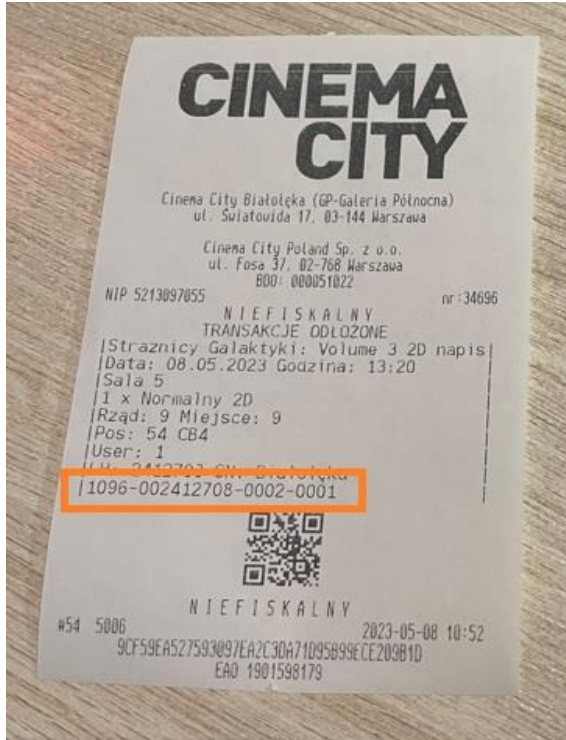 CINEMA
CITY
Cinema City Białołęka (GP-Galeria Północna)
ul. Światowida 17, 03-144 Warszawa
Cinema City Poland Sp. z o.o.
ul. Fosa 37, 02-768 Warszawa
BDO: 000051022
NIP 5213097055 nr:34696
NIEFISKALNY
TRANSAKCJE ODŁOŻONE
|Straznicy Galaktyki: Volume 3 2D napis|
|Data: 08.05.2023 Godzina: 13:20
|Sala 5
|1 x Normalny 2D
|Rząd: 9 Miejsce: 9
|Pos: 54 CB4
|User: 1
|1096-002412708-0002-0001
NIEFISKALNY
#54 5006 2023-05-08 10:52
9CF59EA527593097EA2C3DA71D95B99ECE209B1D
EAO 1901598179